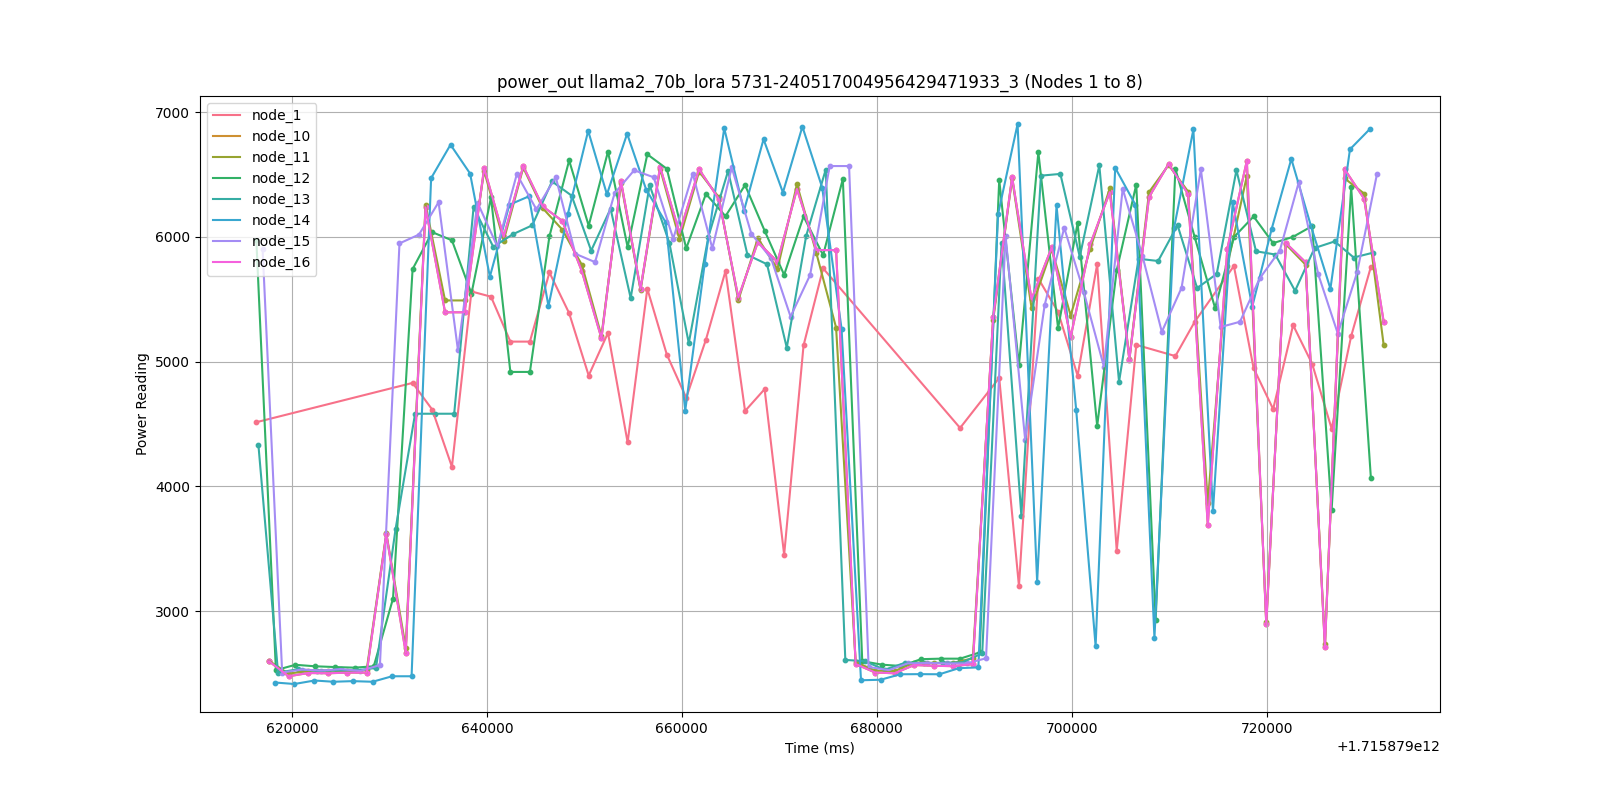 power_out llama2_70b_lora 5731-240517004956429471933_3 (Nodes 1 to 8)
7000
6000
5000
4000
3000
Power Reading
node_1
node_10
node_11
node_12
node_13
node_14
node_15
node_16
620000
640000
660000
680000
700000
720000
Time (ms)
+1.715879e12